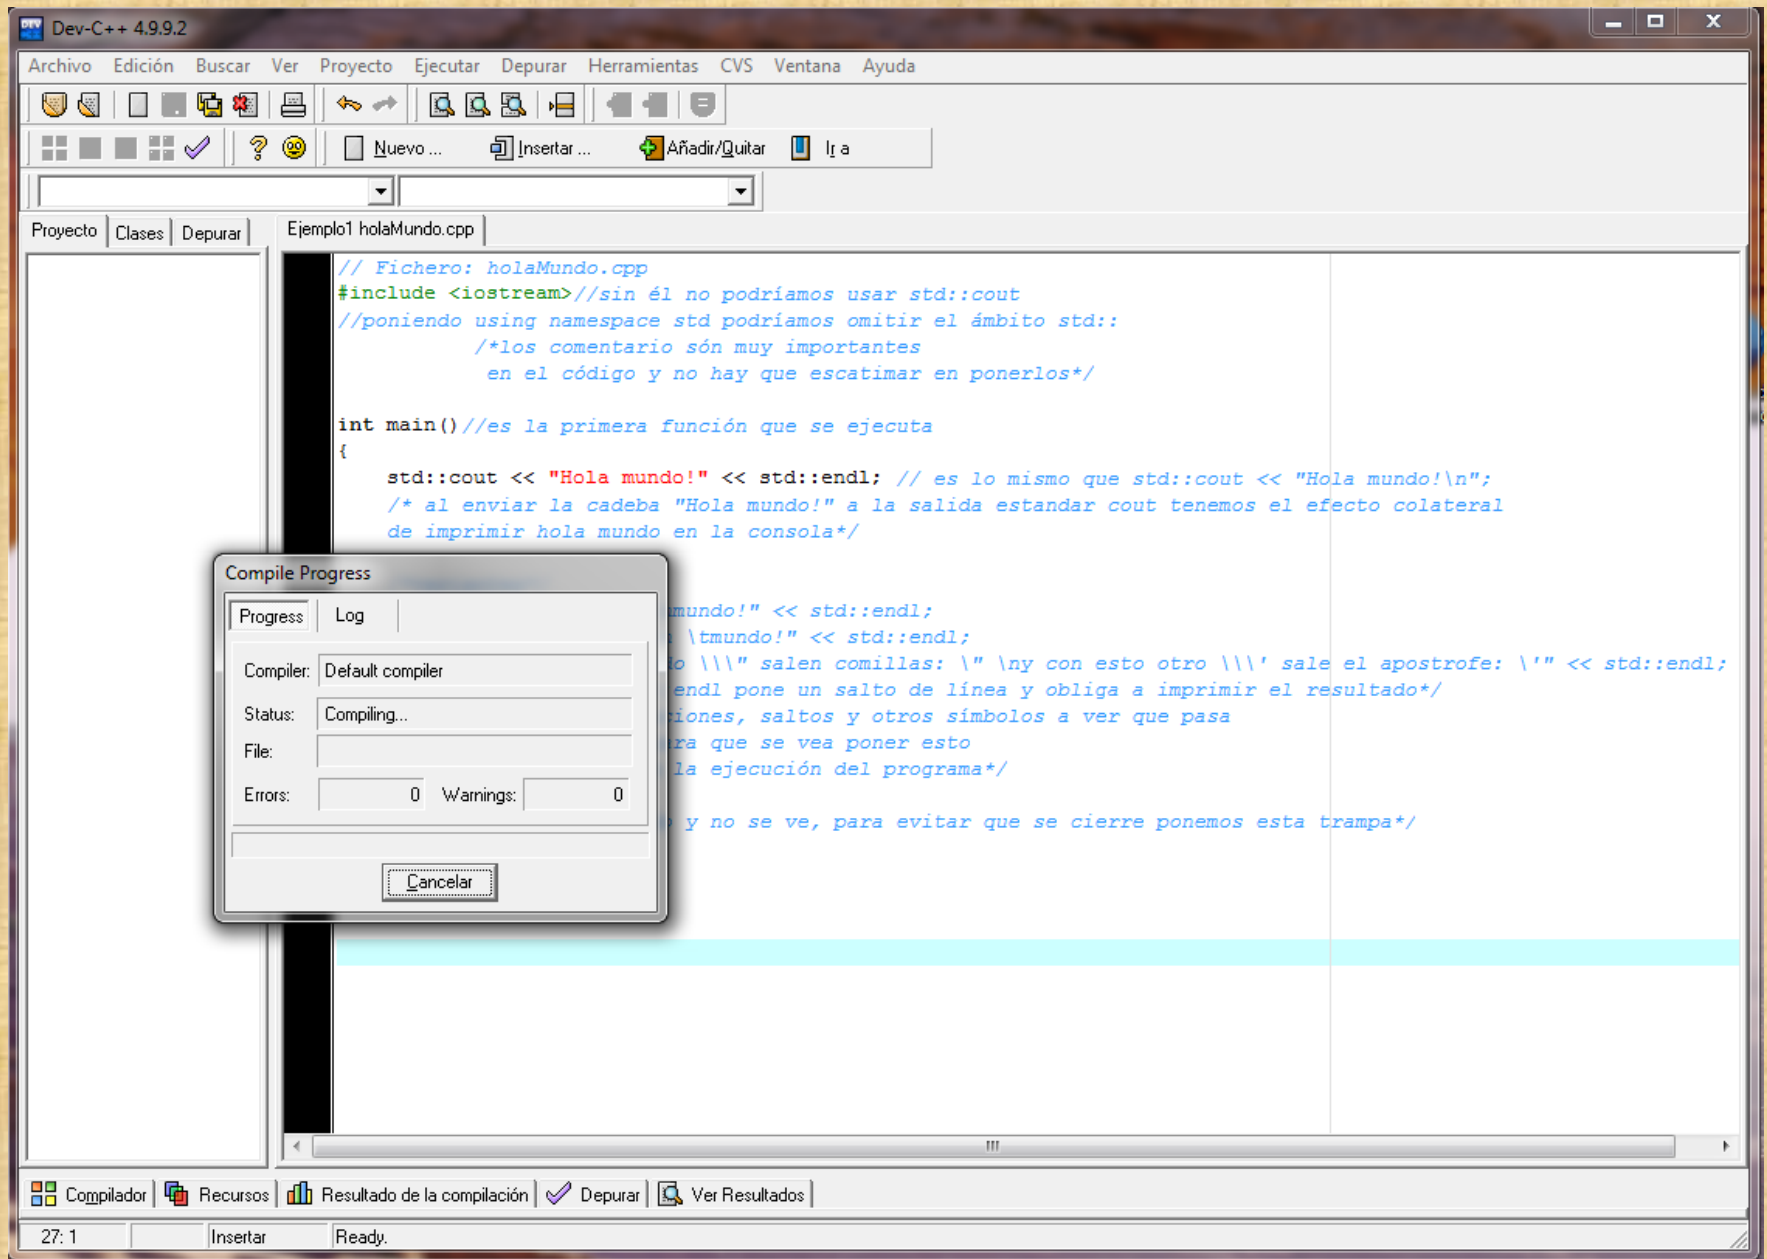 Dev-C++ 4.9.9.2
Archivo Edición Buscar Ver Proyecto Ejecutar Depurar Herramientas CVS Ventana Ayuda
Nuevo ... Insertar ... Añadir/Quitar Ir a
Proyecto Clases Depurar Ejemplo1 holaMundo.cpp
// Fichero: holaMundo.cpp
#include <iostream>//sin él no podríamos usar std::cout
//poniendo using namespace std podríamos omitir el ámbito std::
/*los comentario són muy importantes
en el código y no hay que escatimar en ponerlos*/
int main()//es la primera función que se ejecuta
{
std::cout << "Hola mundo!" << std::endl; // es lo mismo que std::cout << "Hola mundo!\n";
/* al enviar la cadeba "Hola mundo!" a la salida estandar cout tenemos el efecto colateral
de imprimir hola mundo en la consola*/
mundo!" << std::endl;
\tmundo!" << std::endl;
\\\" salen comillas: \" \ny con esto otro \\\' sale el apostrofe: \'" << std::endl;
endl pone un salto de línea y obliga a imprimir el resultado*/
iones, saltos y otros símbolos a ver que pasa
ra que se vea poner esto
la ejecución del programa*/
y no se ve, para evitar que se cierre ponemos esta trampa*/
Compile Progress
Progress Log
Compiler: Default compiler
Status: Compiling...
File:
Errors: 0 Warnings: 0
Cancelar
Compilador Recursos Resultado de la compilación Depurar Ver Resultados
27: 1 Insertar Ready.